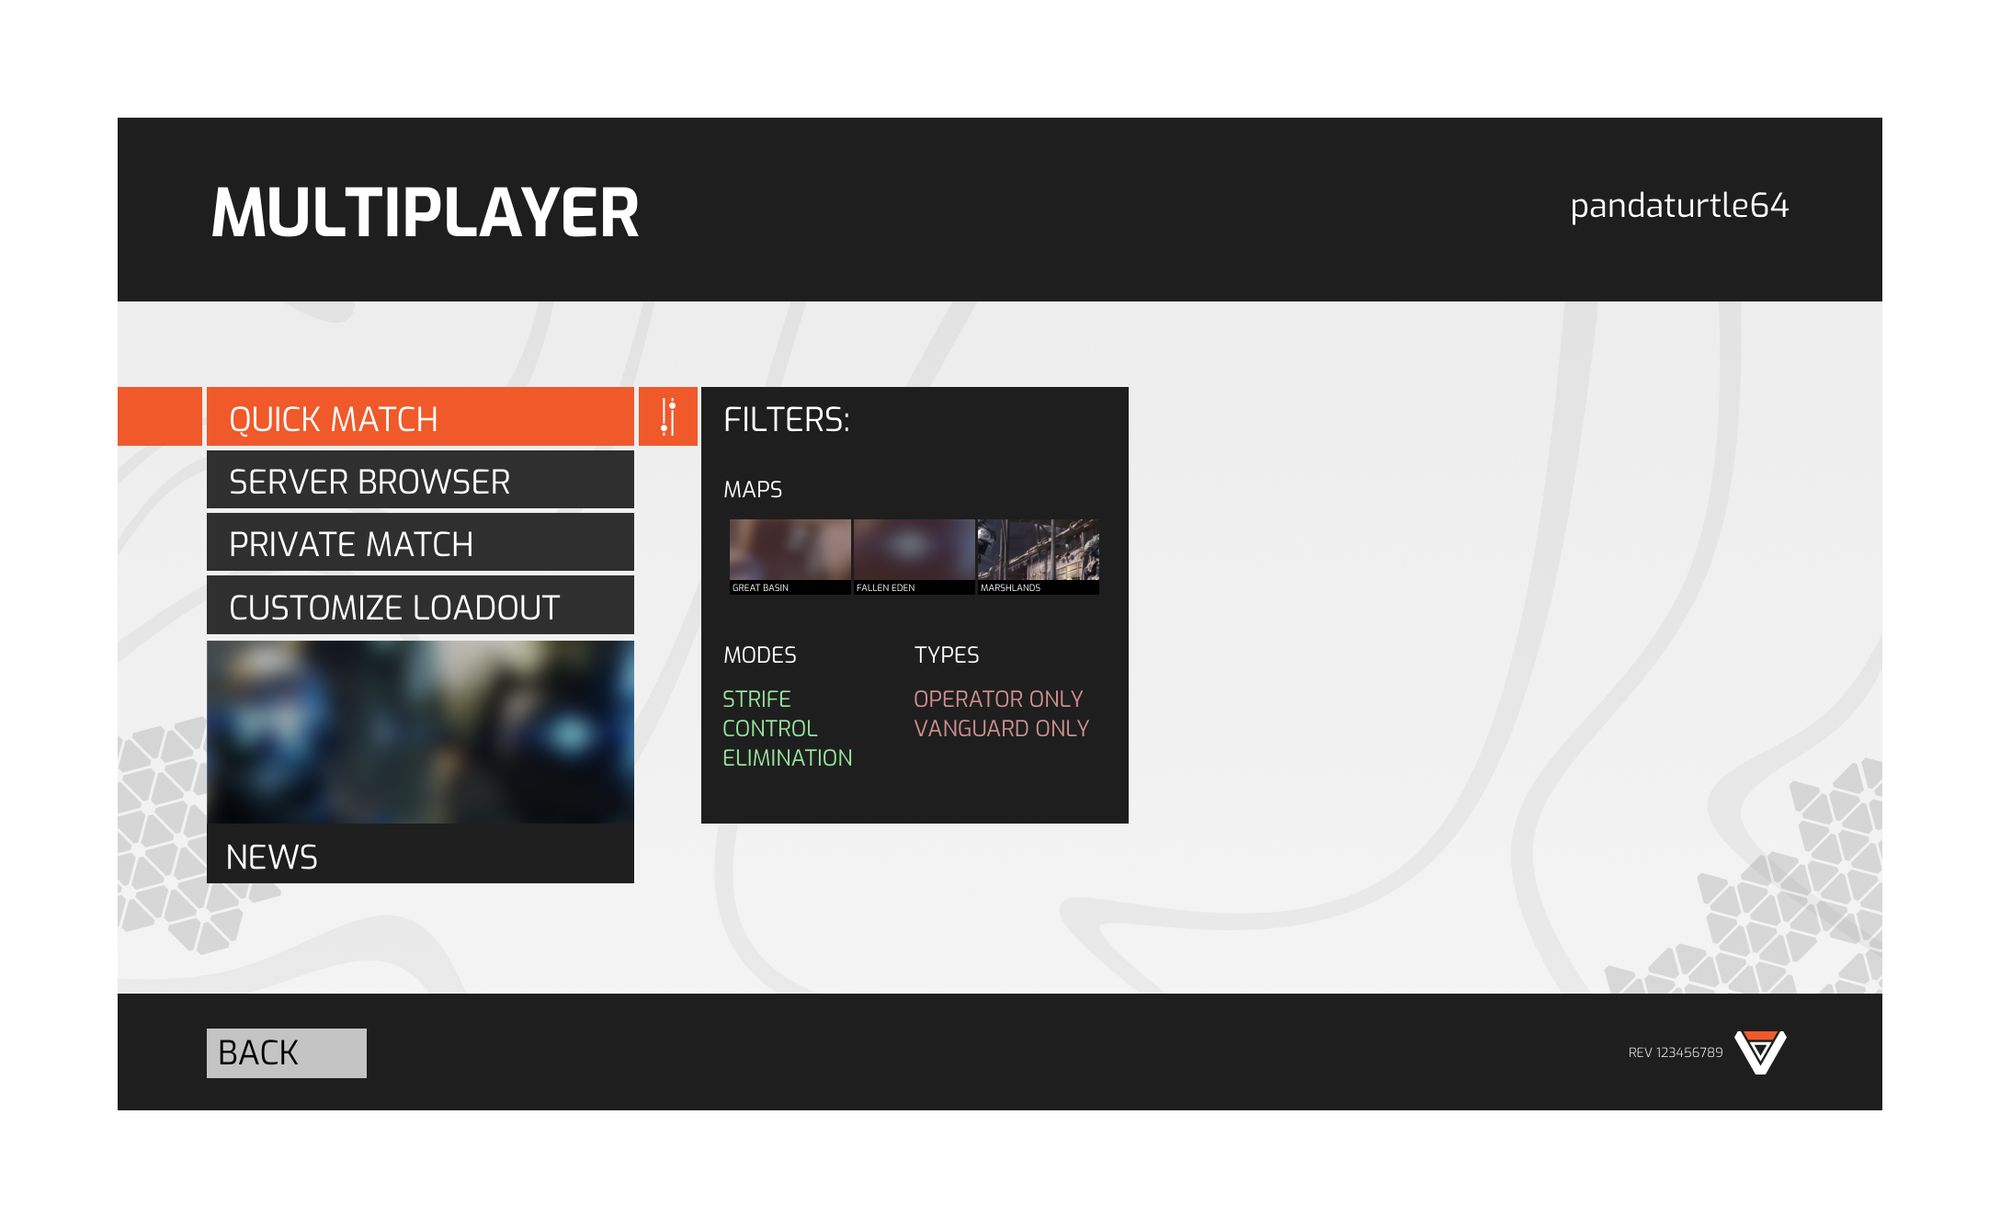 MULTIPLAYER
pandaturtle64
QUICK MATCH
SERVER BROWSER
PRIVATE MATCH
CUSTOMIZE LOADOUT
NEWS
FILTERS:
MAPS
GREAT BASIN
FALLEN EDEN
MARSHLANDS
MODES
STRIFE
CONTROL
ELIMINATION
TYPES
OPERATOR ONLY
VANGUARD ONLY
BACK
REV 123456789